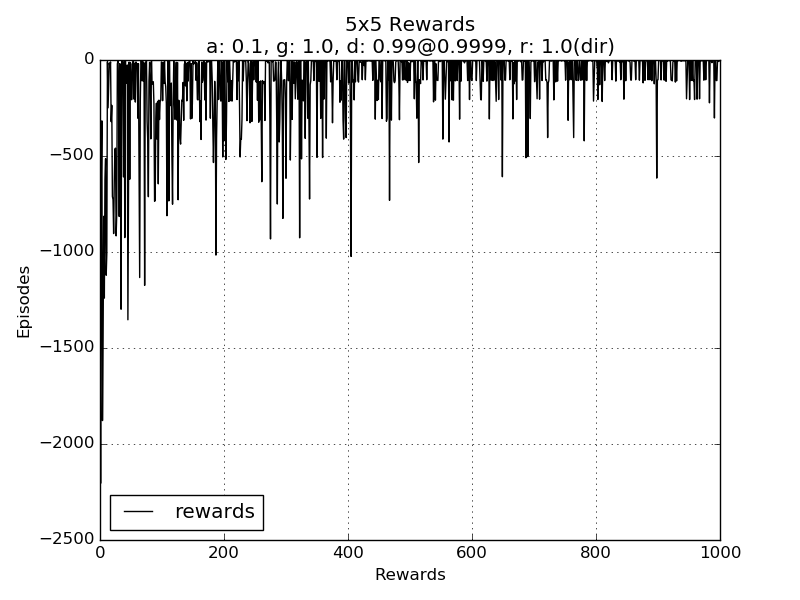 5x5 Rewards
a: 0.1, g: 1.0, d: 0.99@0.9999, r: 1.0(dir)
0
−500
−1000
−1500
−2000
−2500
Episodes
rewards
0 200 400 600 800 1000
Rewards